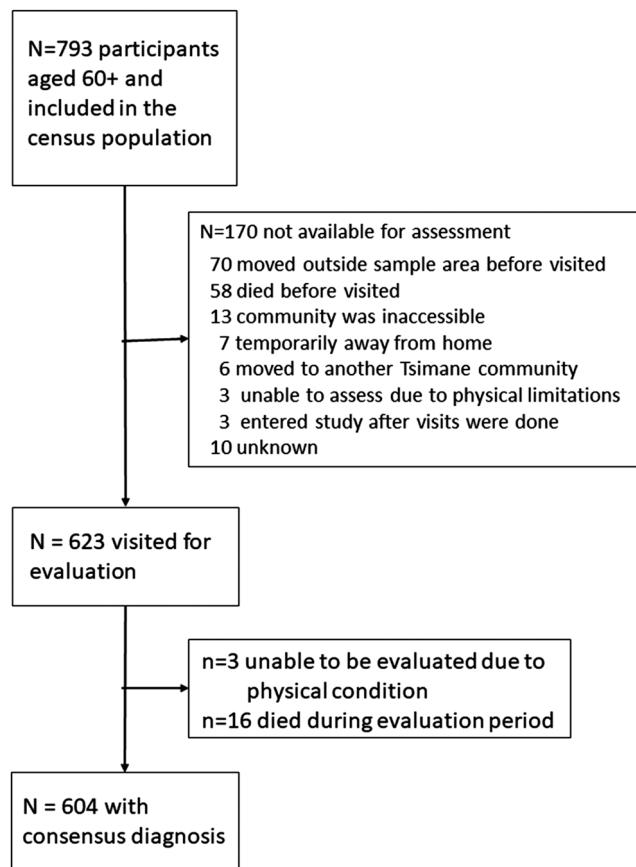 N=793 participants
aged 60+ and
included in the
census population
N=170 not available for assessment
70 moved outside sample area before visited
58 died before visited
13 community was inaccessible
7 temporarily away from home
6 moved to another Tsimane community
3 unable to assess due to physical limitations
3 entered study after visits were done
10 unknown
N = 623 visited for
evaluation
n=3 unable to be evaluated due to
physical condition
n=16 died during evaluation period
N = 604 with
consensus diagnosis